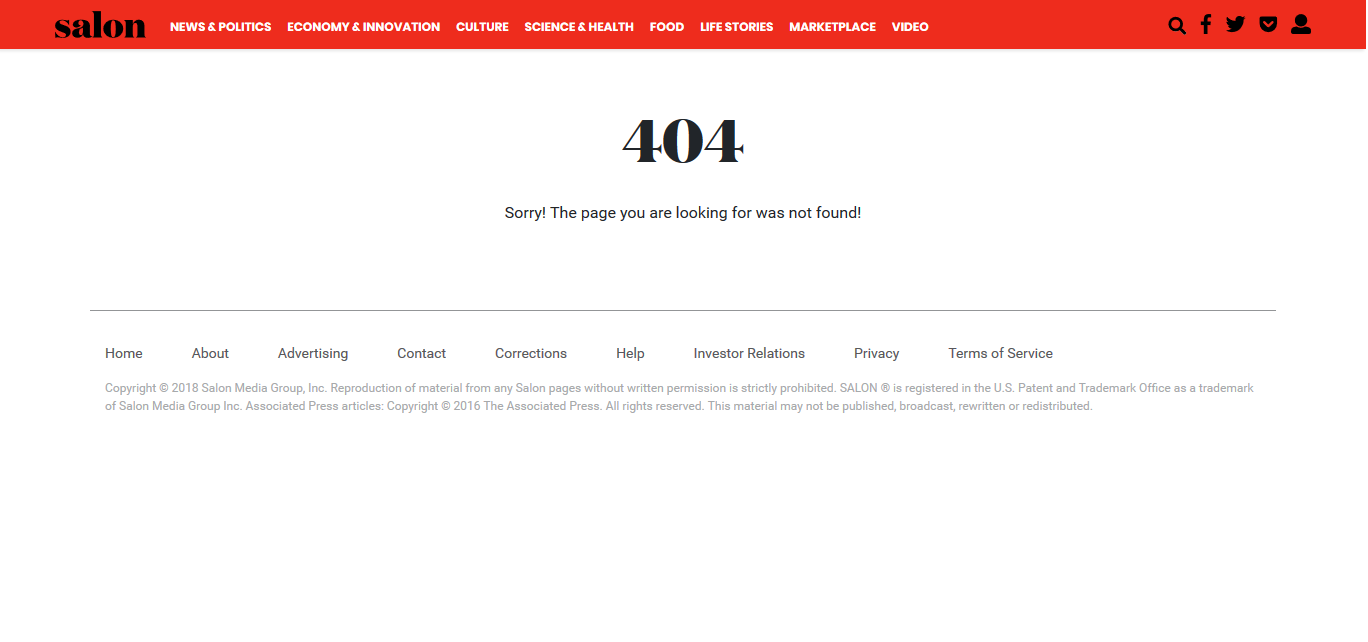 salon NEWS & POLITICS ECONOMY & INNOVATION CULTURE SCIENCE & HEALTH FOOD LIFE STORIES MARKETPLACE VIDEO
404
Sorry! The page you are looking for was not found!
Home About Advertising Contact Corrections Help Investor Relations Privacy Terms of Service
Copyright © 2018 Salon Media Group, Inc. Reproduction of material from any Salon pages without written permission is strictly prohibited. SALON ® is registered in the U.S. Patent and Trademark Office as a trademark
of Salon Media Group Inc. Associated Press articles: Copyright © 2016 The Associated Press. All rights reserved. This material may not be published, broadcast, rewritten or redistributed.